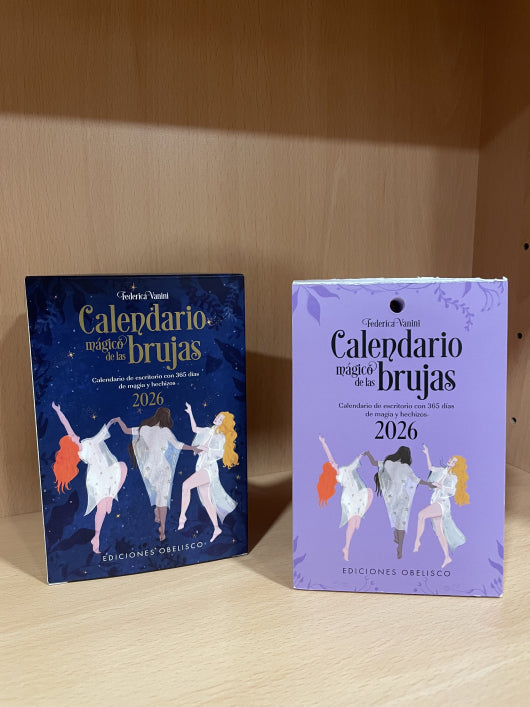 Federica Vanini
Calendario
mágico
de las
brujas
Calendario de escritorio con 365 días
de magia y hechizos
2026
EDICIONES OBELISCO
Federica Vanini
Calendario
mágico
de las
brujas
Calendario de escritorio con 365 días
de magia y hechizos
2026
EDICIONES OBELISCO